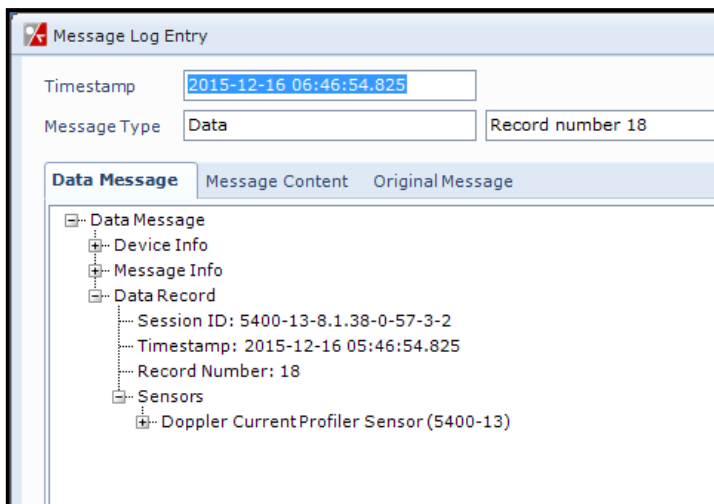 Message Log Entry
Timestamp 2015-12-16 06:46:54.825
Message Type Data Record number 18
Data Message Message Content Original Message
Data Message
Device Info
Message Info
Data Record
Session ID: 5400-13-8.1.38-0-57-3-2
Timestamp: 2015-12-16 05:46:54.825
Record Number: 18
Sensors
Doppler Current Profiler Sensor (5400-13)